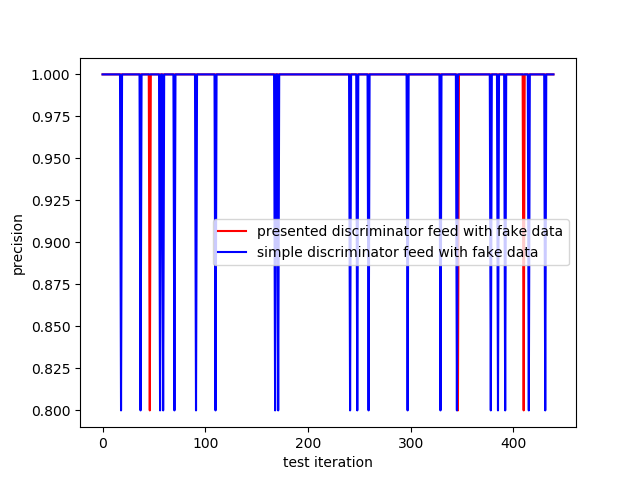 1.000
0.975
0.950
0.925
0.900
0.875
0.850
0.825
0.800
precision
presented discriminator feed with fake data
simple discriminator feed with fake data
0 100 200 300 400
test iteration